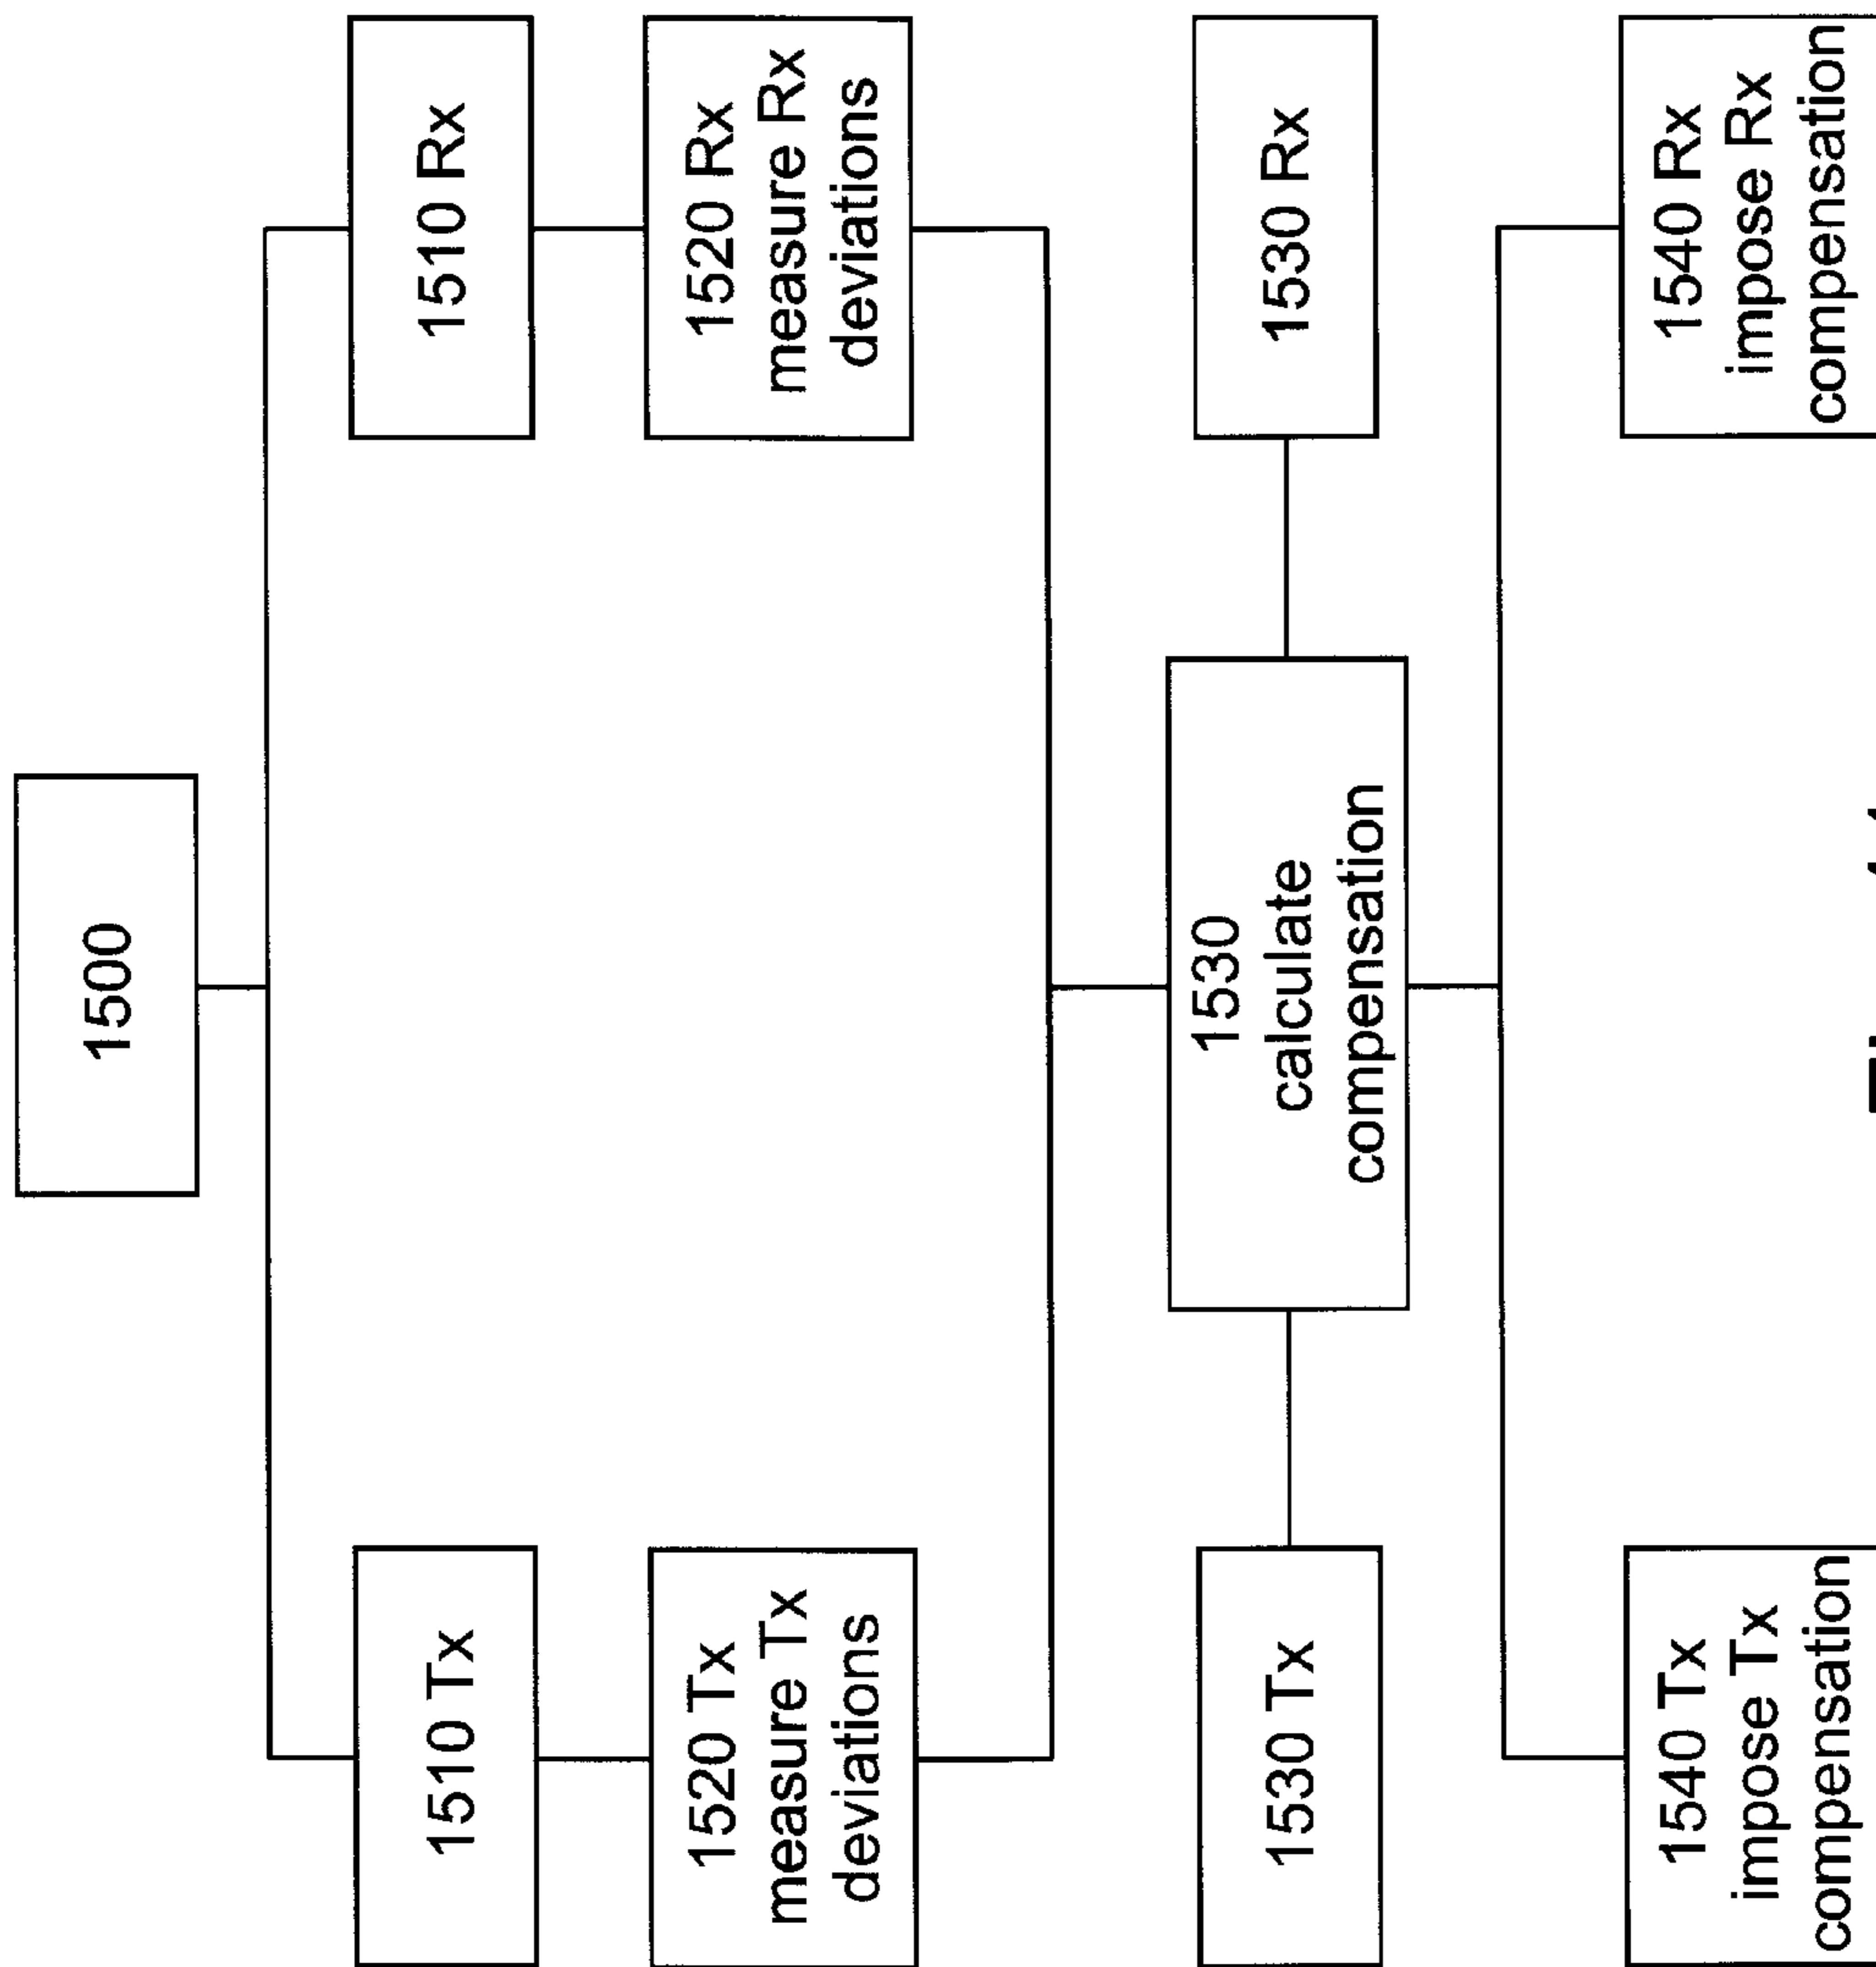 1500
1510 Tx
1510 Rx
1520 Tx
measure Tx
deviations
1520 Rx
measure Rx
deviations
1530 Tx
1530
calculate
compensation
1530 Rx
1540 Tx
impose Tx
compensation
1540 Rx
impose Rx
compensation